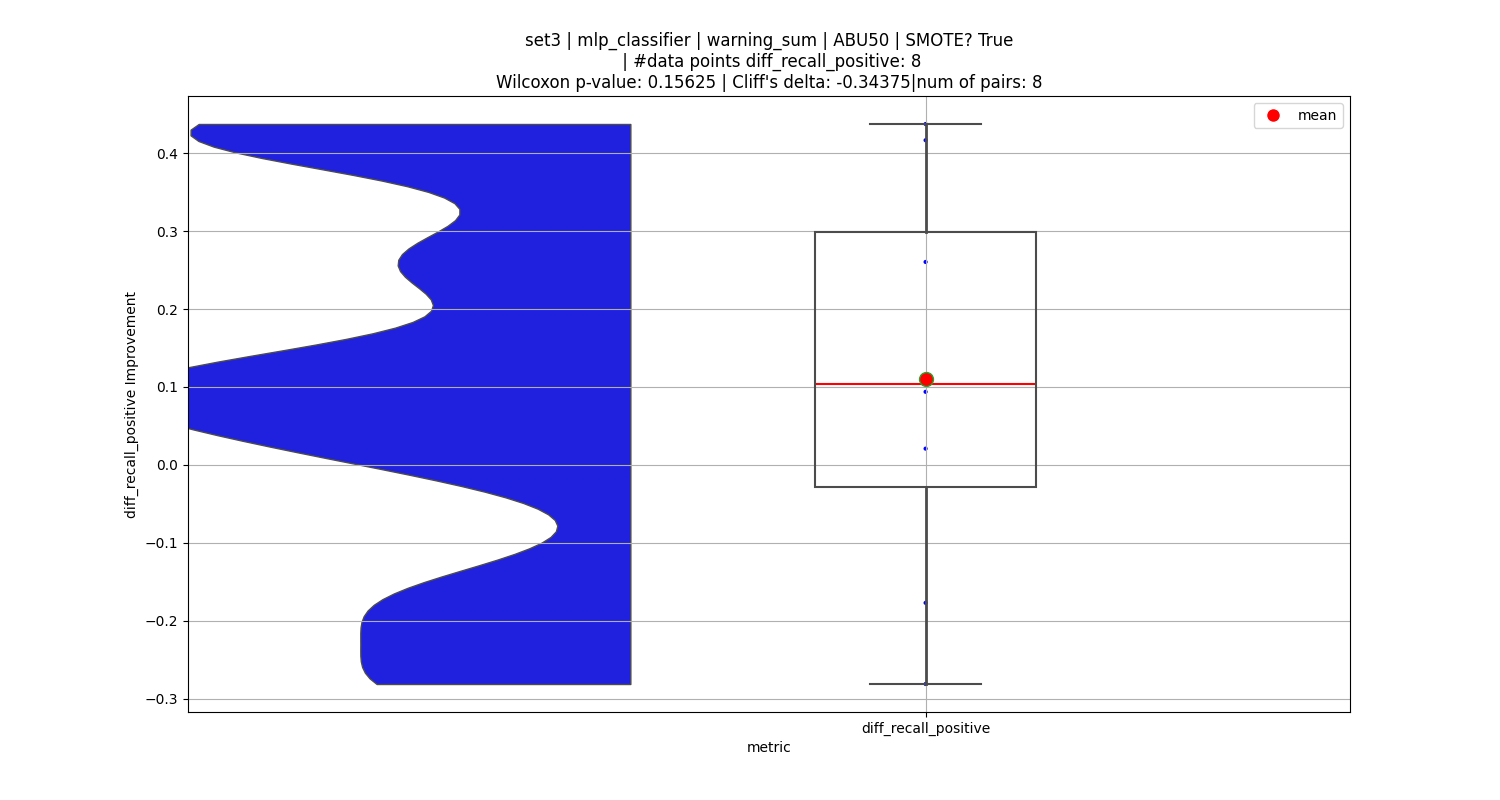 set3 | mlp_classifier | warning_sum | ABU50 | SMOTE? True
| #data points diff_recall_positive: 8
Wilcoxon p-value: 0.15625 | Cliff's delta: -0.34375|num of pairs: 8
mean
0.4
0.3
0.2
0.1
0.0
−0.1
−0.2
−0.3
diff_recall_positive Improvement
diff_recall_positive
metric